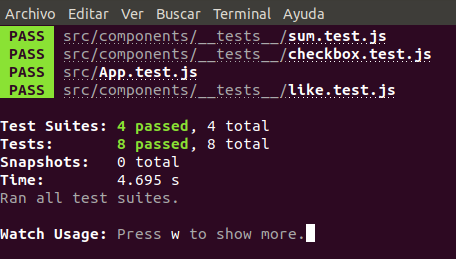 Archivo Editar Ver Buscar Terminal Ayuda
PASS src/components/__tests__/sum.test.js
PASS src/components/__tests__/checkbox.test.js
PASS src/App.test.js
PASS src/components/__tests__/like.test.js
Test Suites: 4 passed, 4 total
Tests: 8 passed, 8 total
Snapshots: 0 total
Time: 4.695 s
Ran all test suites.
Watch Usage: Press w to show more.